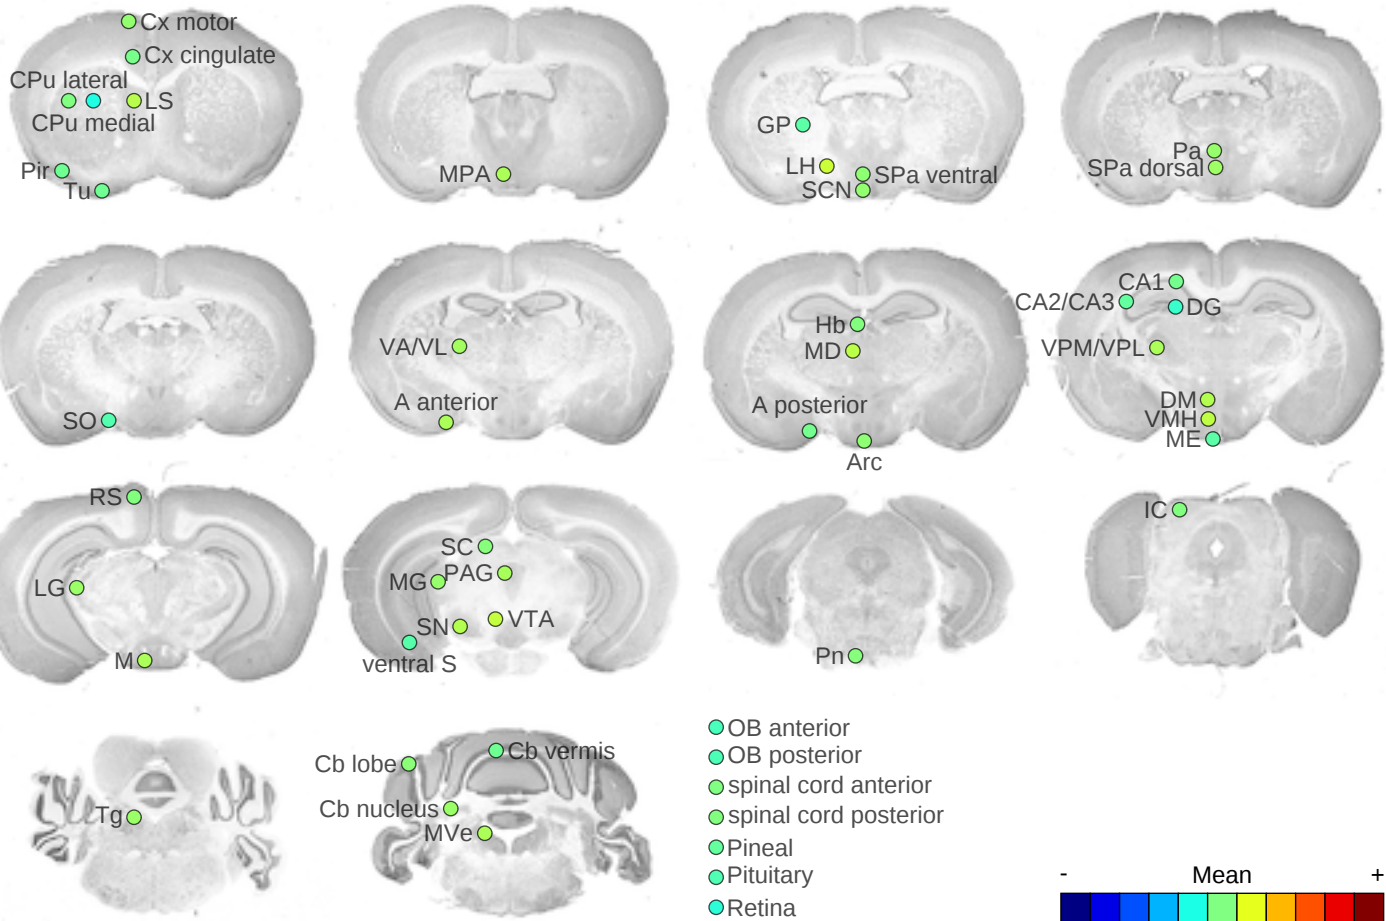 Cx motor
Cx cingulate
CPu lateral
LS
CPu medial
Pir
Tu
MPA
GP
LH
SPa ventral
SCN
Pa
SPa dorsal
SO
VA/VL
A anterior
Hb
MD
A posterior
Arc
CA1
CA2/CA3
DG
VPM/VPL
DM
VMH
ME
RS
LG
M
SC
MG
PAG
SN
VTA
ventral S
Pn
IC
Tg
Cb lobe
Cb vermis
Cb nucleus
MVe
OB anterior
OB posterior
spinal cord anterior
spinal cord posterior
Pineal
Pituitary
Retina
- Mean +